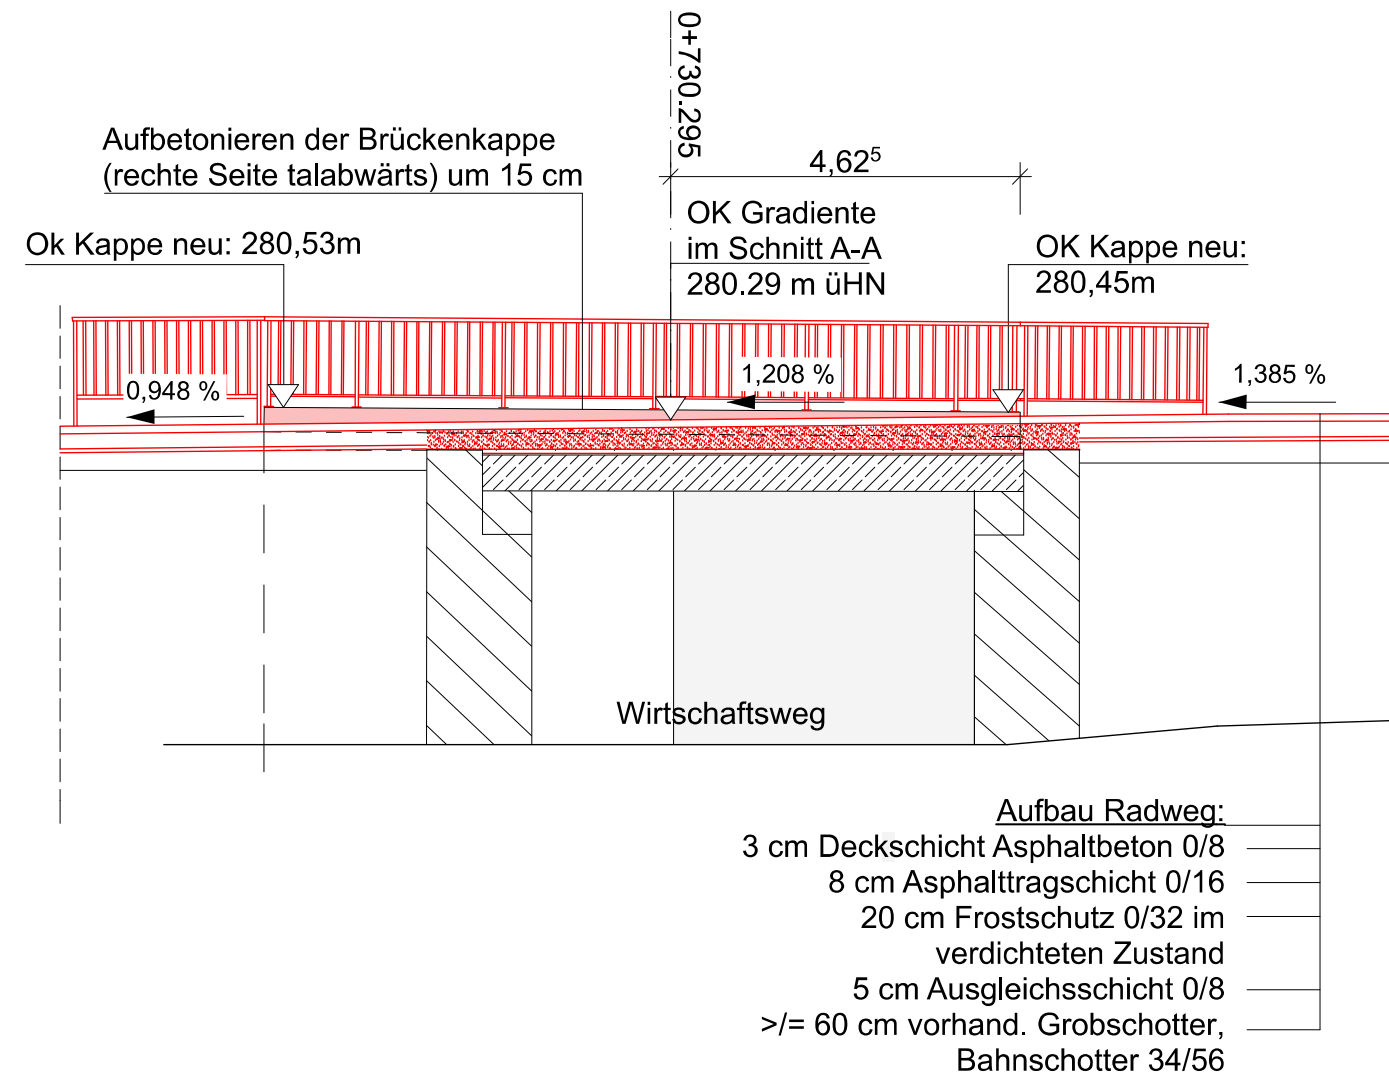 0+730.295
Aufbetonieren der Brückenkappe
(rechte Seite talabwärts) um 15 cm
4,62⁵
Ok Kappe neu: 280,53m
OK Gradiente
im Schnitt A-A
280.29 m üHN
OK Kappe neu:
280,45m
0,948 %
1,208 %
1,385 %
Wirtschaftsweg
Aufbau Radweg:
3 cm Deckschicht Asphaltbeton 0/8
8 cm Asphalttragschicht 0/16
20 cm Frostschutz 0/32 im
verdichteten Zustand
5 cm Ausgleichsschicht 0/8
>/= 60 cm vorhand. Grobschotter,
Bahnschotter 34/56